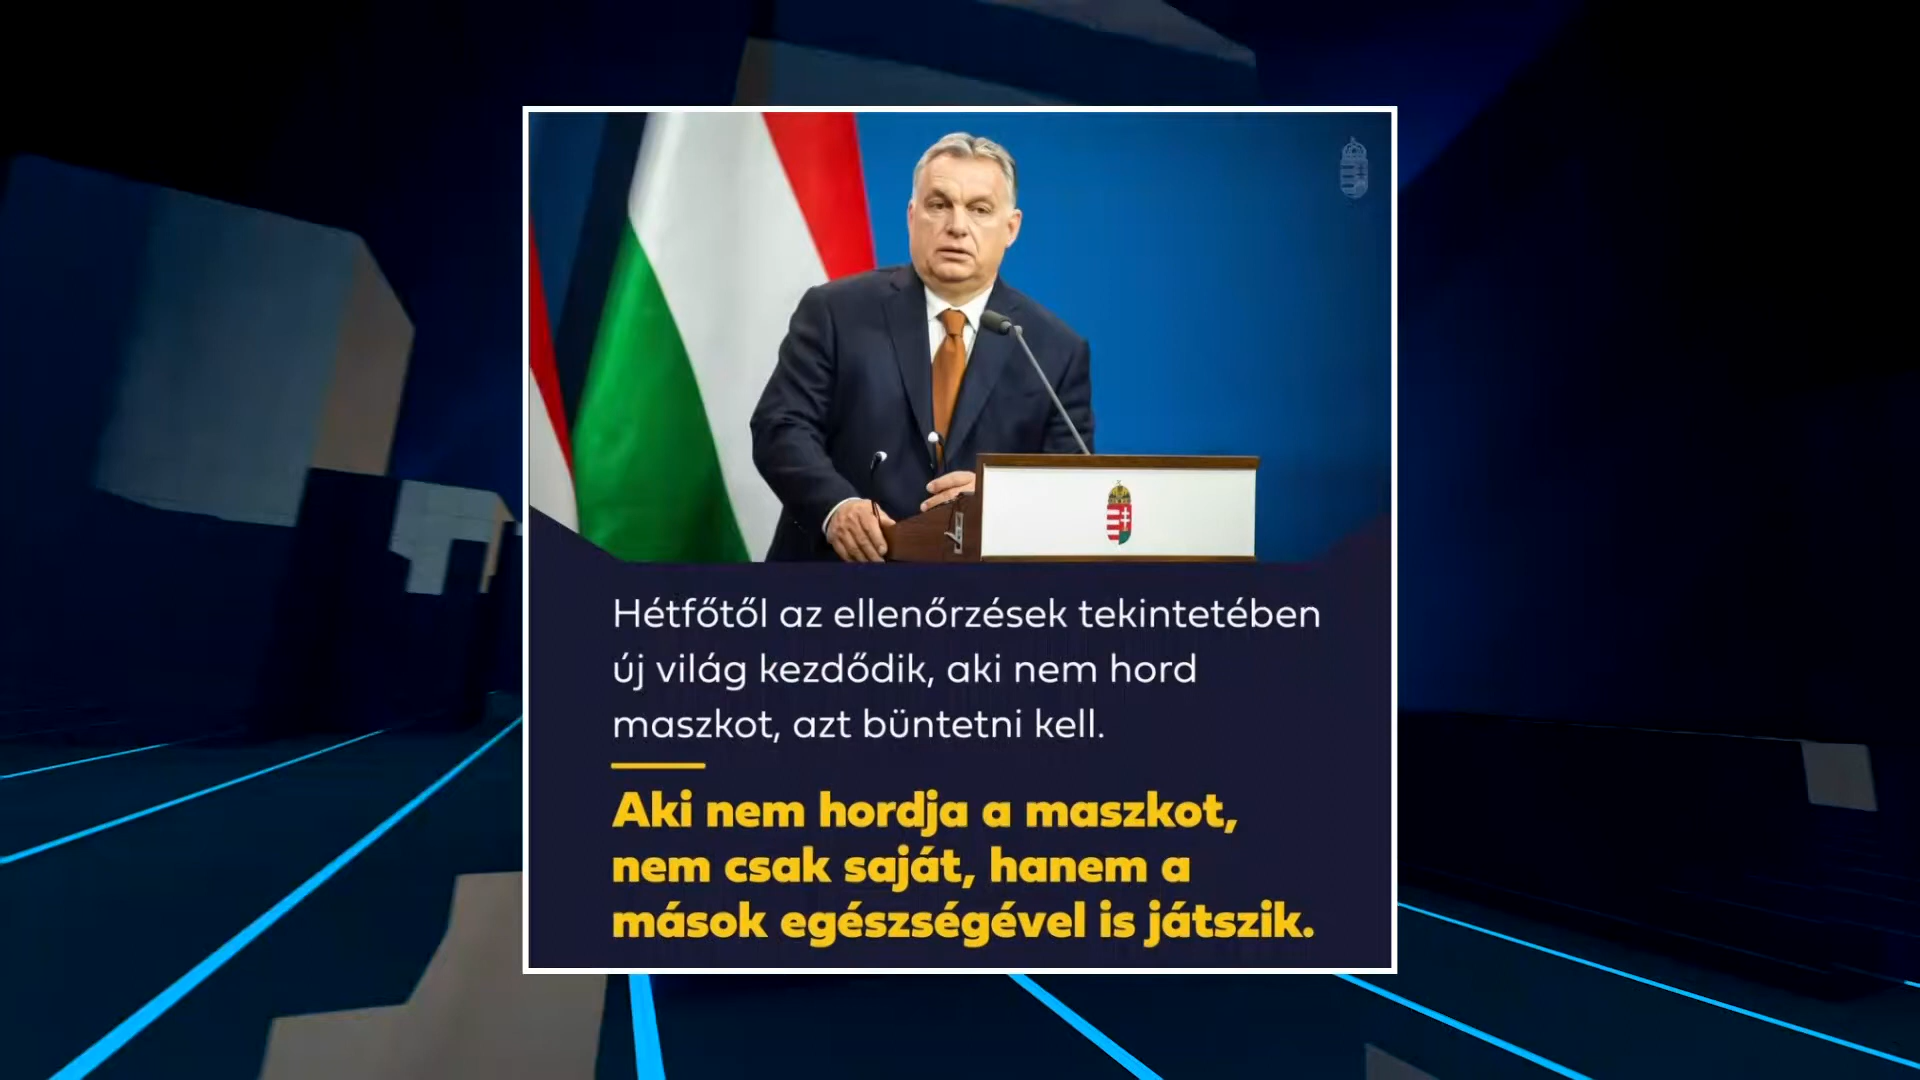 Hétfőtől az ellenőrzések tekintetében
új világ kezdődik, aki nem hord
maszkot, azt büntetni kell.
Aki nem hordja a maszkot,
nem csak saját, hanem a
mások egészségével is játszik.